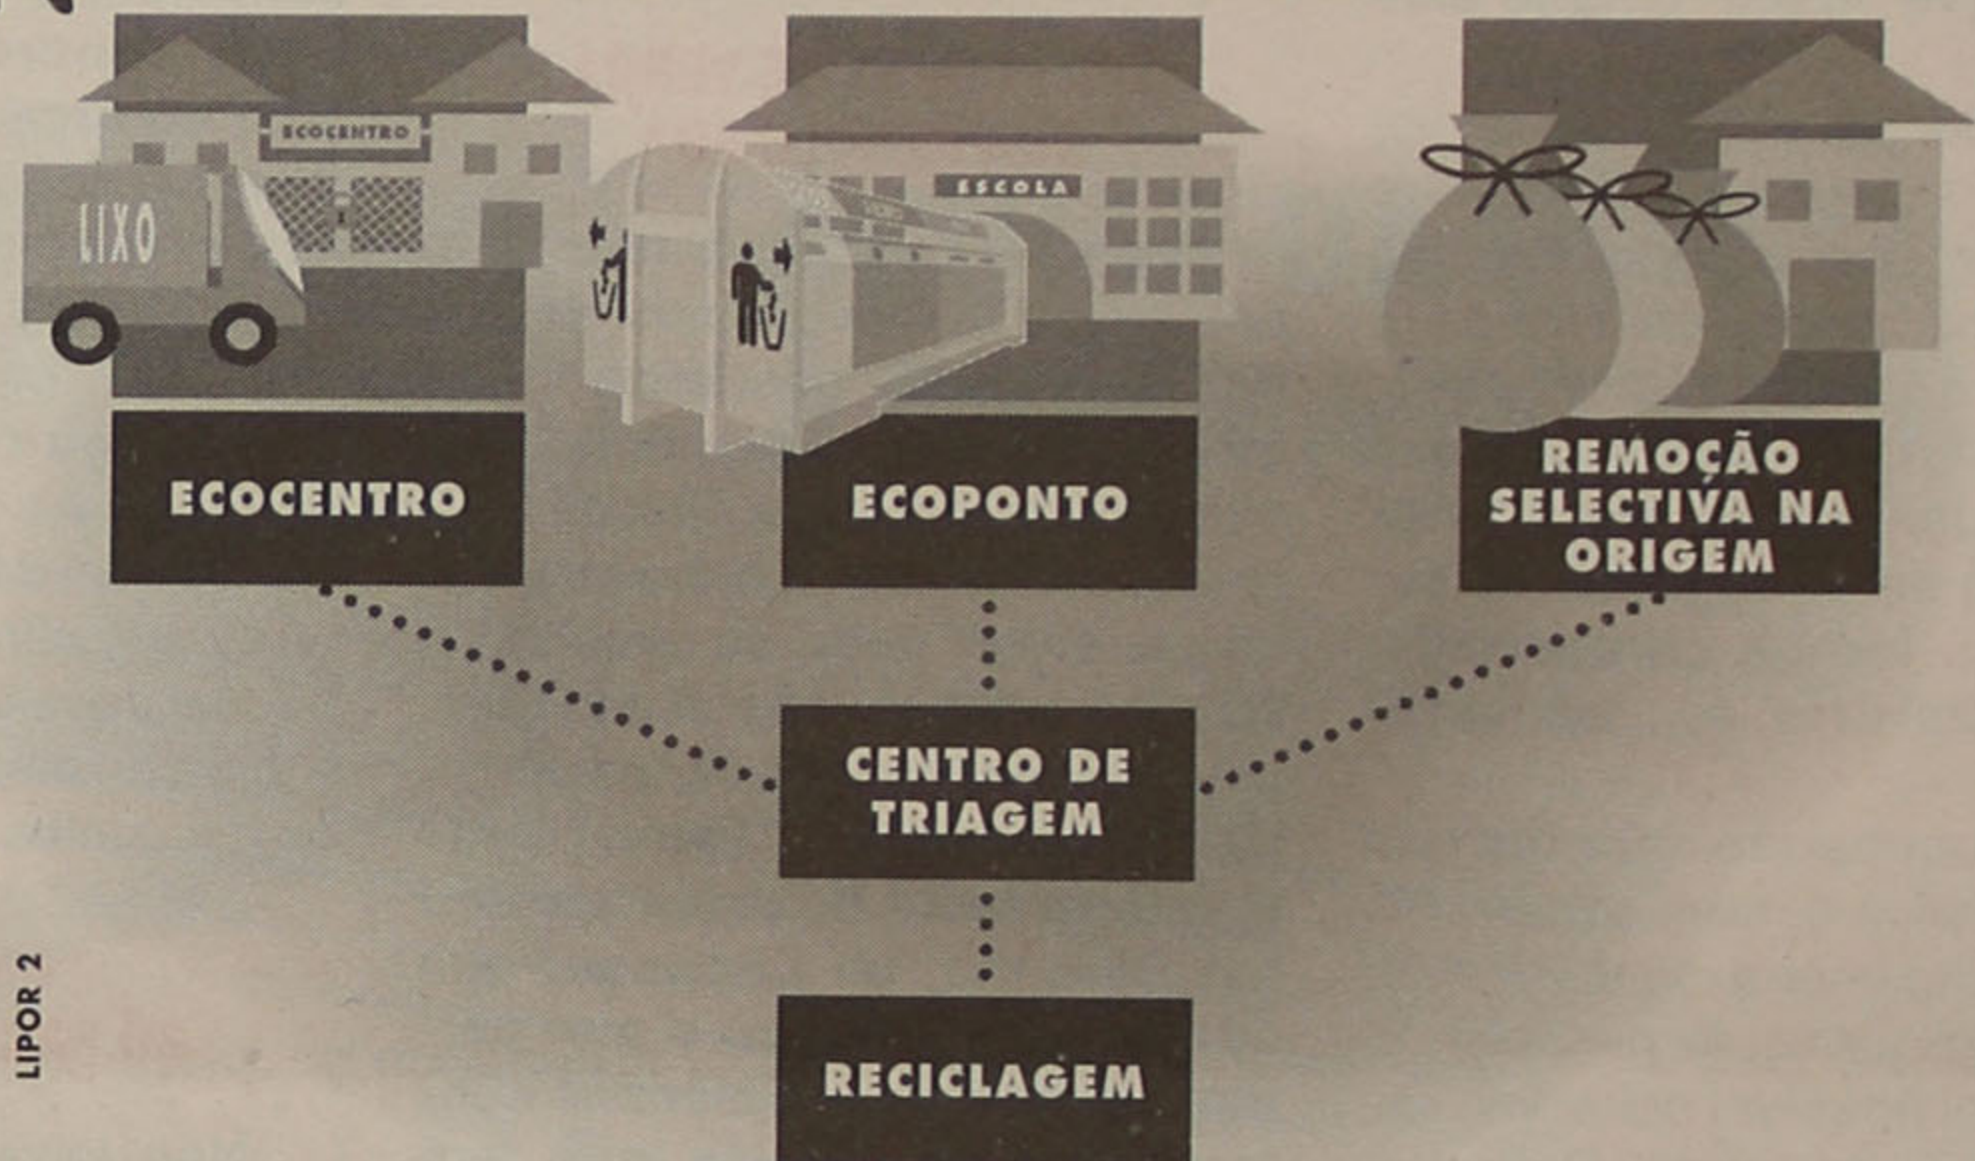 ECOCENTRO
LIXO
ESCOLA
ECOCENTRO
ECOPONTO
REMOÇÃO
SELECTIVA NA
ORIGEM
CENTRO DE
TRIAGEM
RECICLAGEM
LIPOR 2